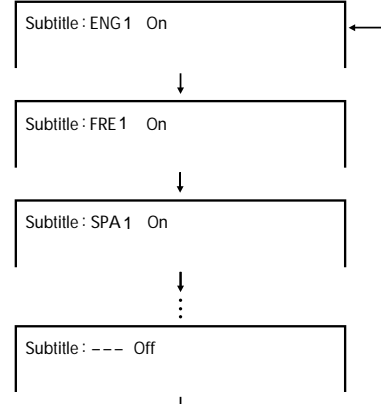 Subtitle : ENG 1 On
Subtitle : FRE 1 On
Subtitle : SPA 1 On
Subtitle : --- Off